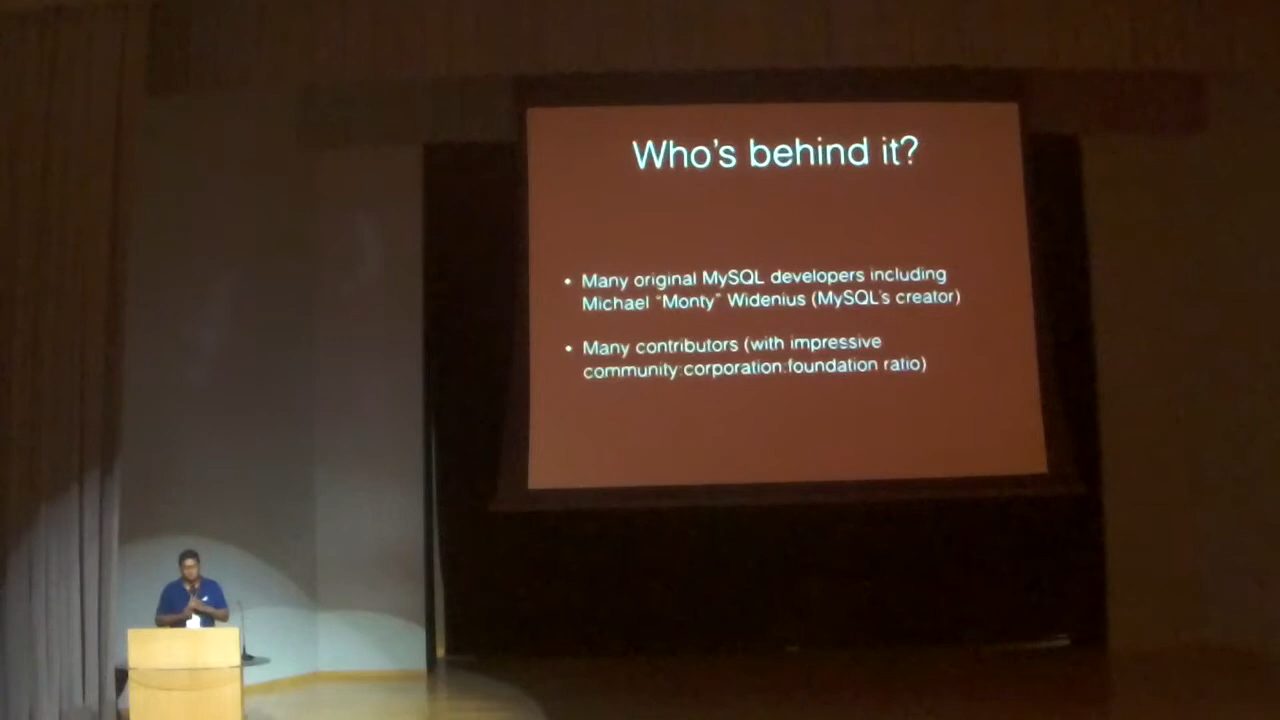 Who's behind it?
• Many original MySQL developers including
Michael "Monty" Widenius (MySQL's creator)
• Many contributors (with impressive
community:corporation:foundation ratio)